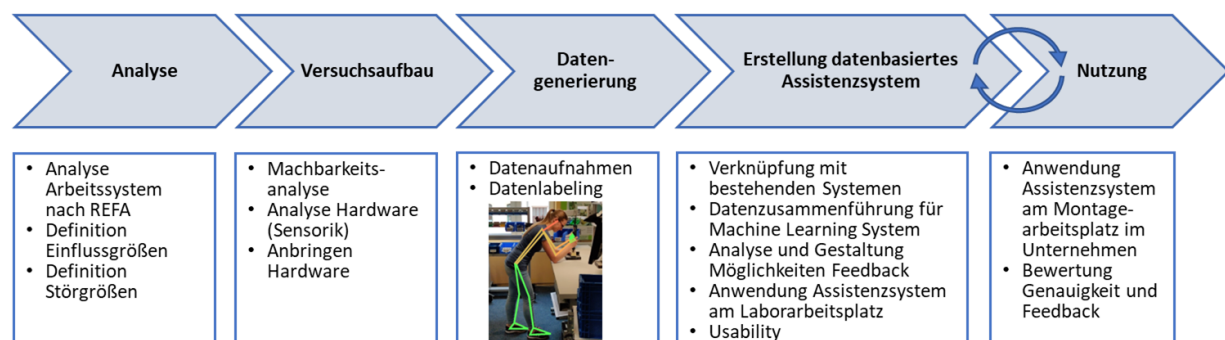 Analyse
Versuchsaufbau
Daten-
generierung
Erstellung datenbasiertes
Assistenzsystem
Nutzung
• Analyse
Arbeitssystem
nach REFA
• Definition
Einflussgrößen
• Definition
Störgrößen
• Machbarkeits-
analyse
• Analyse Hardware
(Sensorik)
• Anbringen
Hardware
• Datenaufnahmen
• Datenlabeling
• Verknüpfung mit
bestehenden Systemen
• Datenzusammenführung für
Machine Learning System
• Analyse und Gestaltung
Möglichkeiten Feedback
• Anwendung Assistenzsystem
am Laborarbeitsplatz
• Usability
• Anwendung
Assistenzsystem
am Montage-
arbeitsplatz im
Unternehmen
• Bewertung
Genauigkeit und
Feedback